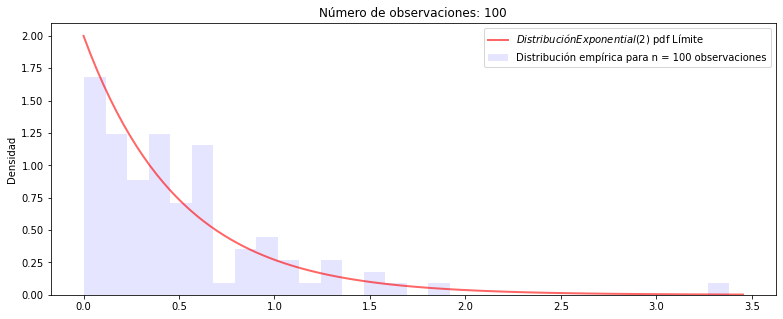 Número de observaciones: 100
DistribuciónExponential(2) pdf Límite
Distribución empírica para n = 100 observaciones
Densidad
2.00
1.75
1.50
1.25
1.00
0.75
0.50
0.25
0.00
0.0 0.5 1.0 1.5 2.0 2.5 3.0 3.5